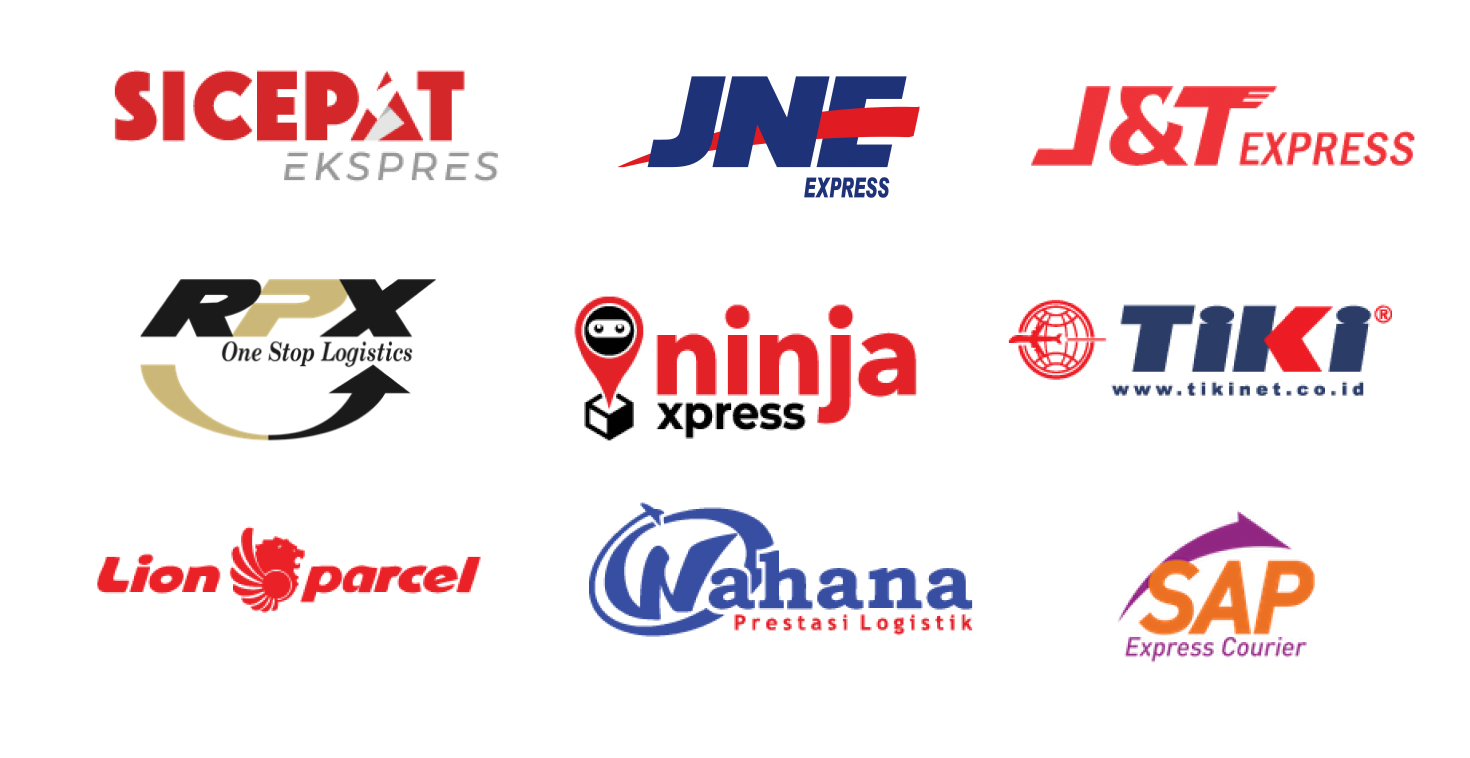 SICEPAT
EKSPRES
JNE
EXPRESS
J&T EXPRESS
RPX
One Stop Logistics
ninja
xpress
TiKi®
www.tikinet.co.id
Lion parcel
Wahana
Prestasi Logistik
SAP
Express Courier